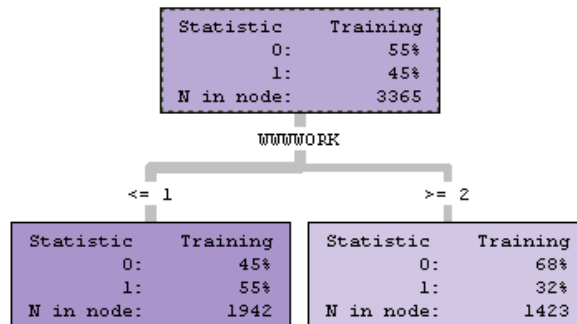 Statistic Training
0: 55%
1: 45%
N in node: 3365
WWWWORK
<= 1
>= 2
Statistic Training
0: 45%
1: 55%
N in node: 1942
Statistic Training
0: 68%
1: 32%
N in node: 1423